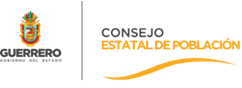 GUERRERO
GOBIERNO DEL ESTADO
CONSEJO
ESTATAL DE POBLACIÓN